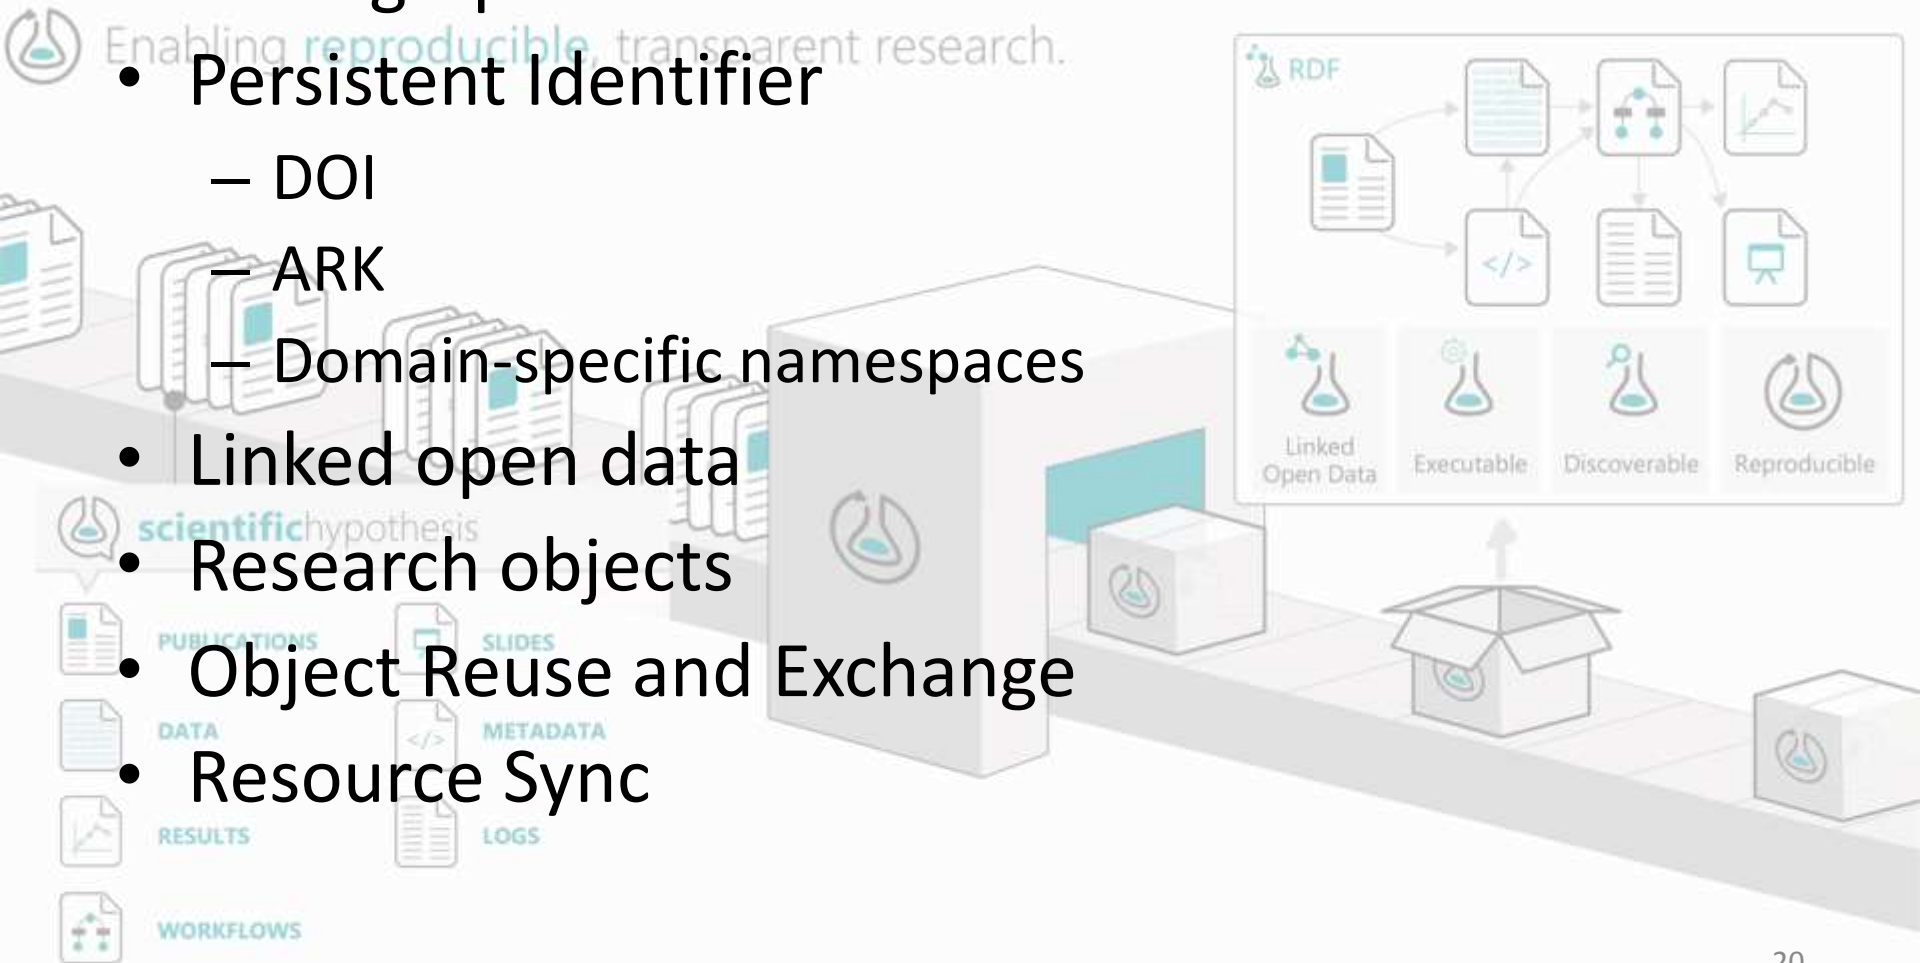 Enabling reproducible, transparent research.
• Persistent Identifier
– DOI
– ARK
– Domain-specific namespaces
• Linked open data
• Research objects
• Object Reuse and Exchange
• Resource Sync
RDF
</>
Linked
Open Data
Executable
Discoverable
Reproducible
scientifichypothesis
PUBLICATIONS
SLIDES
DATA
</>
METADATA
RESULTS
LOGS
WORKFLOWS
20